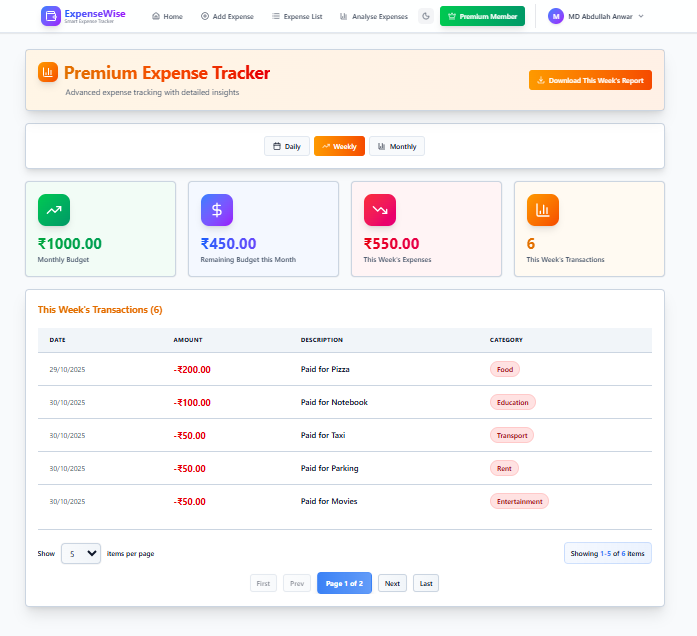 ExpenseWise
Smart Expense Tracker
Home
Add Expense
Expense List
Analyse Expenses
Premium Member
M
MD Abdullah Anwar
Premium Expense Tracker
Advanced expense tracking with detailed insights
Download This Week's Report
Daily
Weekly
Monthly
₹1000.00
Monthly Budget
₹450.00
Remaining Budget this Month
₹550.00
This Week's Expenses
6
This Week's Transactions
This Week's Transactions (6)
DATE AMOUNT DESCRIPTION CATEGORY
29/10/2025 -₹200.00 Paid for Pizza Food
30/10/2025 -₹100.00 Paid for Notebook Education
30/10/2025 -₹50.00 Paid for Taxi Transport
30/10/2025 -₹50.00 Paid for Parking Rent
30/10/2025 -₹50.00 Paid for Movies Entertainment
Show 5 items per page
Showing 1-5 of 6 items
First Prev Page 1 of 2 Next Last